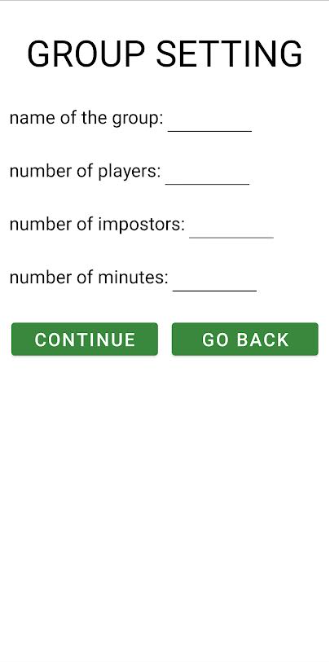 GROUP SETTING
name of the group:
number of players:
number of impostors:
number of minutes:
CONTINUE GO BACK